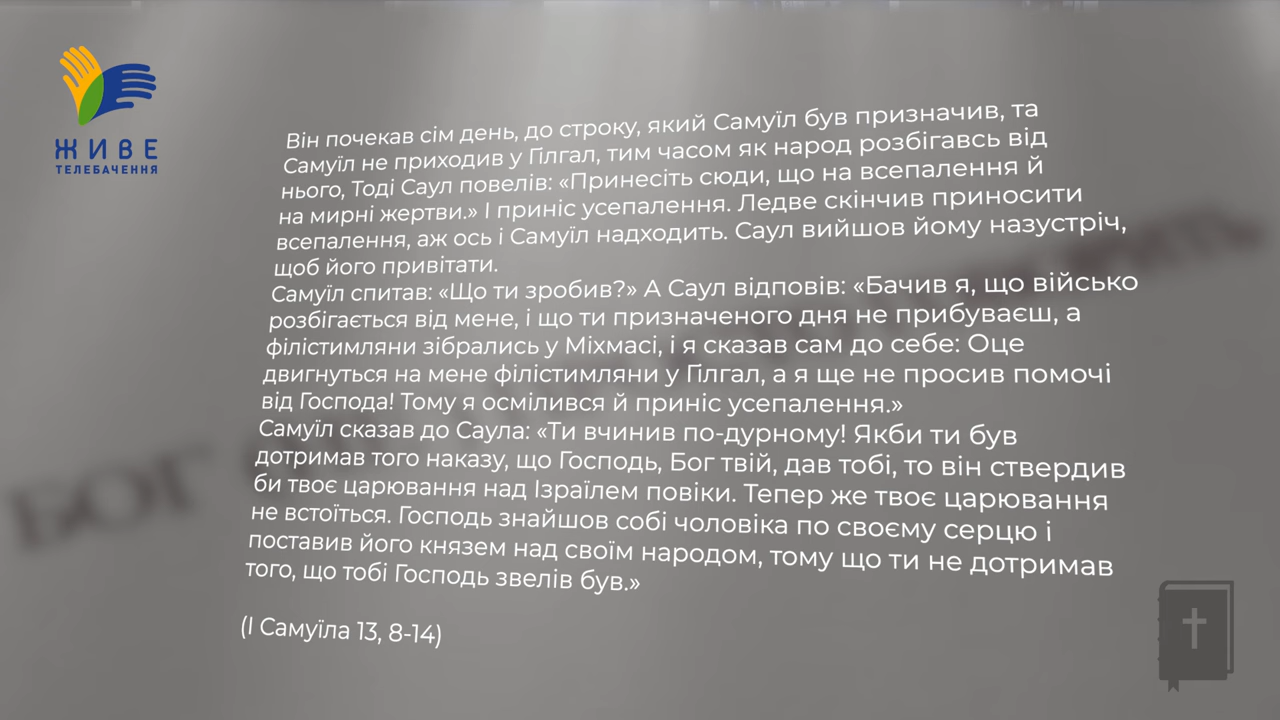 ЖИВЕ
ТЕЛЕБАЧЕННЯ
Він почекав сім день, до строку, який Самуїл був призначив, та
Самуїл не приходив у Гілгал, тим часом як народ розбігавсь від
нього, Тоді Саул повелів: «Принесіть сюди, що на всепалення й
на мирні жертви.» І приніс усепалення. Ледве скінчив приносити
всепалення, аж ось і Самуїл надходить. Саул вийшов йому назустріч,
щоб його привітати.
Самуїл спитав: «Що ти зробив?» А Саул відповів: «Бачив я, що військо
розбігається від мене, і що ти призначеного дня не прибуваєш, а
філістимляни зібрались у Міхмасі, і я сказав сам до себе: Оце
двигнуться на мене філістимляни у Гілгал, а я ще не просив помочі
від Господа! Тому я осмілився й приніс усепалення.»
Самуїл сказав до Саула: «Ти вчинив по-дурному! Якби ти був
дотримав того наказу, що Господь, Бог твій, дав тобі, то він ствердив
би твоє царювання над Ізраїлем повіки. Тепер же твоє царювання
не встоїться. Господь знайшов собі чоловіка по своєму серцю і
поставив його князем над своїм народом, тому що ти не дотримав
того, що тобі Господь звелів був.»
(І Самуїла 13, 8-14)
БОГ